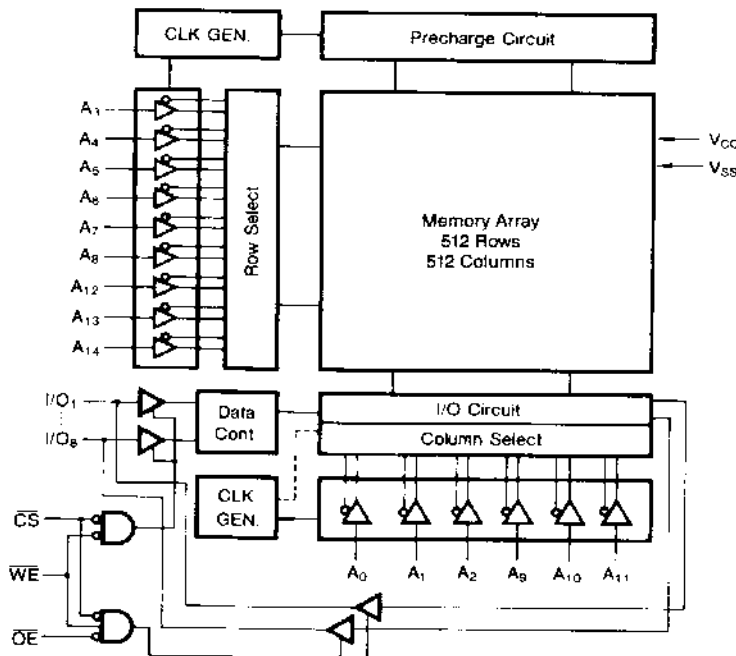 CLK GEN.
Precharge Circuit
A3
A4
A5
A6
A7
A8
A12
A13
A14
Row Select
Memory Array
512 Rows
512 Columns
VCC
VSS
I/O1
I/O8
Data
Cont
I/O Circuit
Column Select
CLK
GEN.
A0
A1
A2
A9
A10
A11
CS
WE
OE